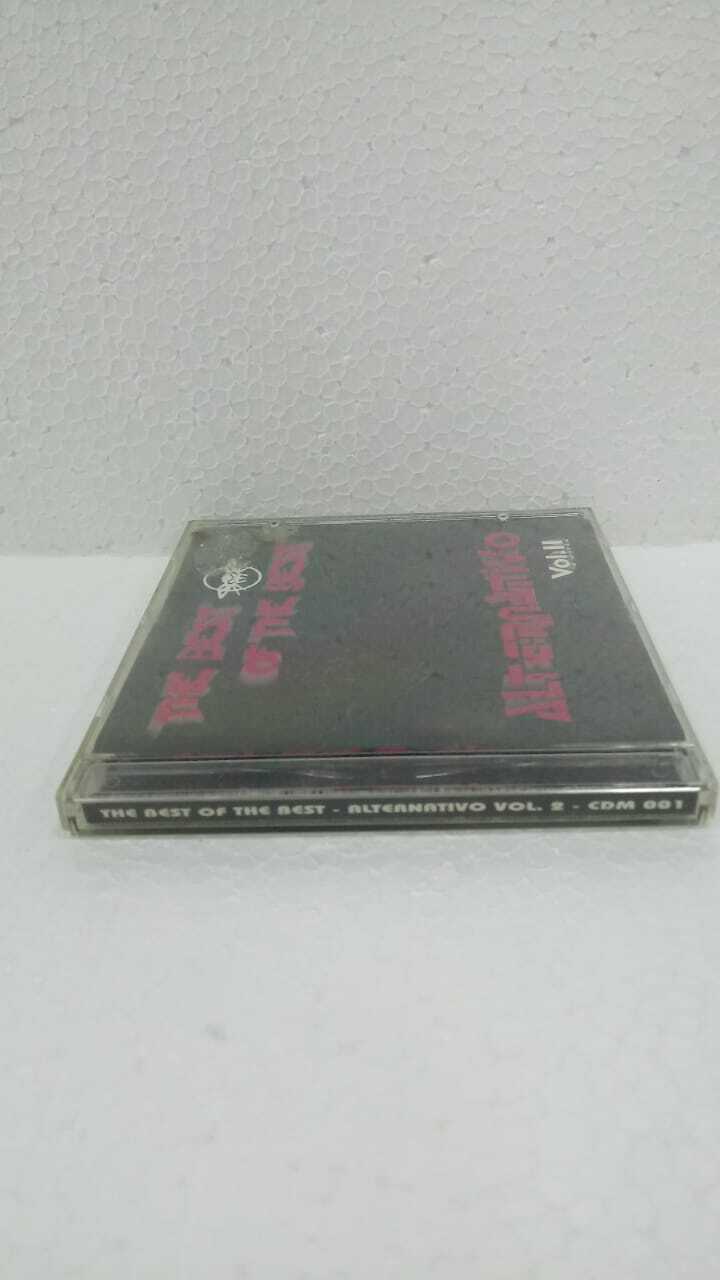 THE BEST
OF THE BEST
ALTERNATIVO
Vol:II
THE BEST OF THE BEST - ALTERNATIVO VOL. 2 - CDM 001